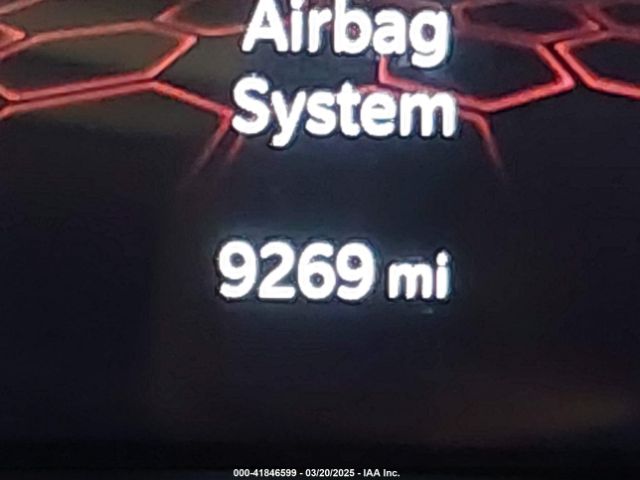 Airbag
System
9269 mi
000-41846599 - 03/20/2025 - IAA Inc.